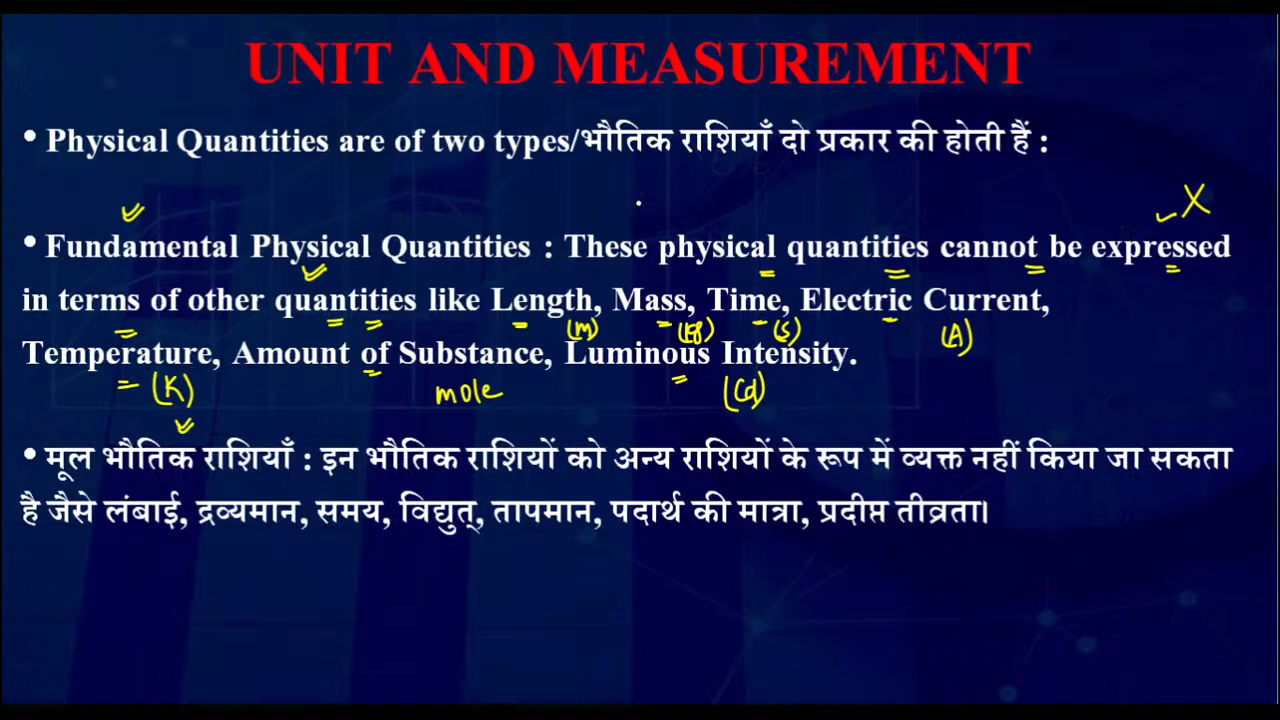 UNIT AND MEASUREMENT
• Physical Quantities are of two types/भौतिक राशियाँ दो प्रकार की होती हैं :
• Fundamental Physical Quantities : These physical quantities cannot be expressed
in terms of other quantities like Length, Mass, Time, Electric Current,
(m) (kg) (s) (A)
Temperature, Amount of Substance, Luminous Intensity.
(K) mole (Cd)
• मूल भौतिक राशियाँ : इन भौतिक राशियों को अन्य राशियों के रूप में व्यक्त नहीं किया जा सकता
है जैसे लंबाई, द्रव्यमान, समय, विद्युत्, तापमान, पदार्थ की मात्रा, प्रदीप्त तीव्रता।